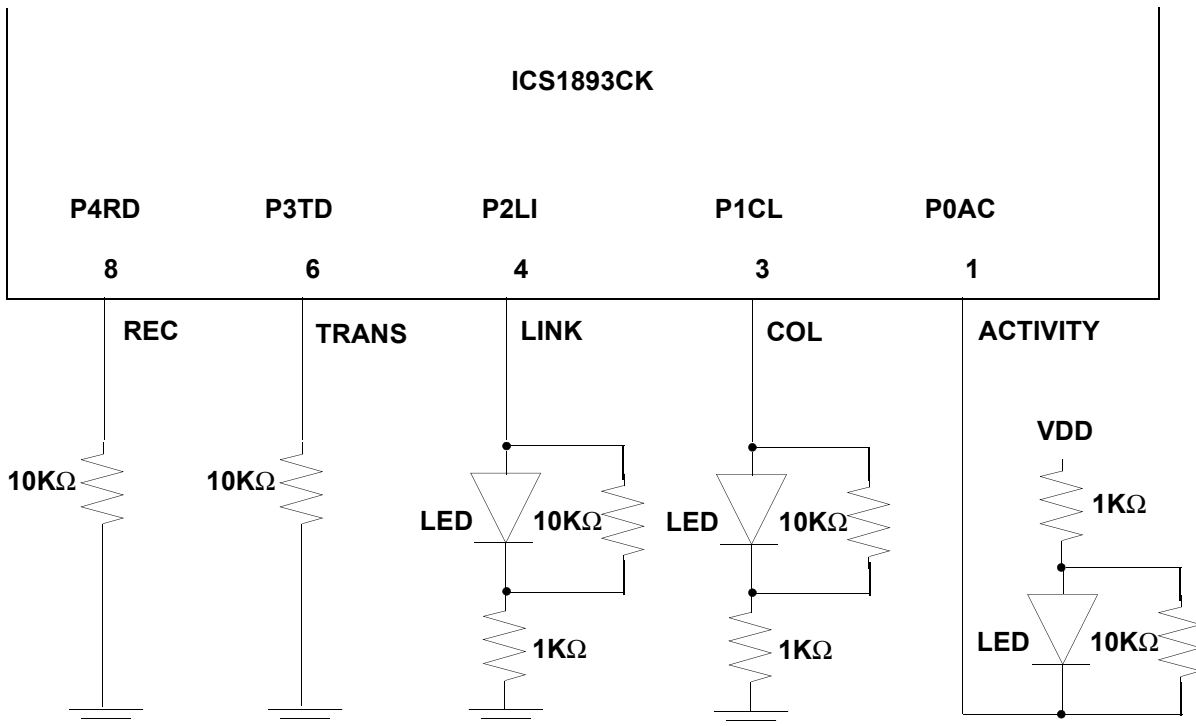 ICS1893CK
P4RD P3TD P2LI P1CL P0AC
8 6 4 3 1
REC TRANS LINK COL ACTIVITY
VDD
10KΩ 10KΩ 1KΩ
LED 10KΩ LED 10KΩ
1KΩ 1KΩ LED 10KΩ